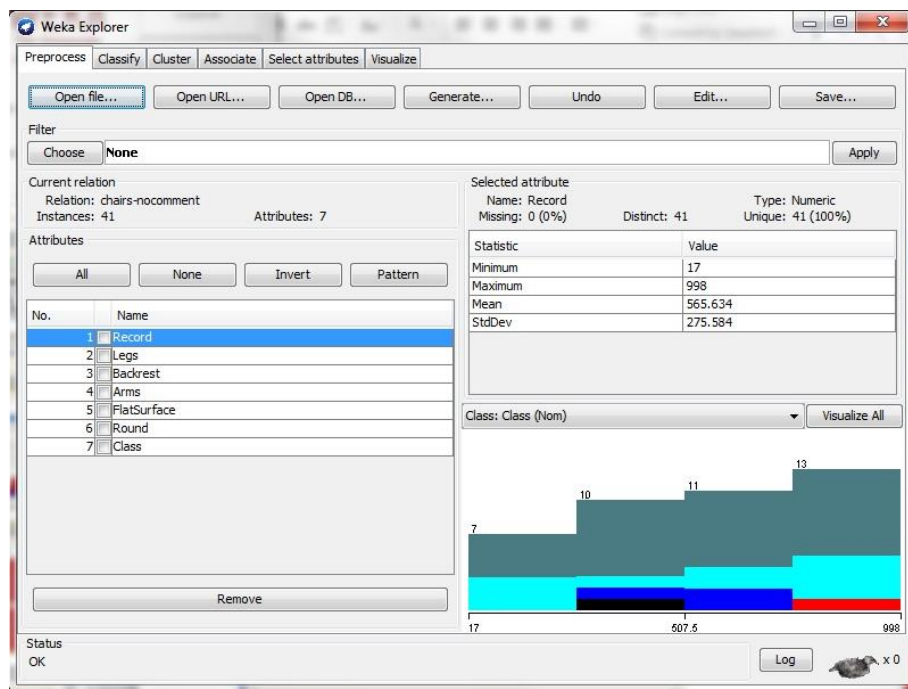 Weka Explorer
Preprocess Classify Cluster Associate Select attributes Visualize
Open file... Open URL... Open DB... Generate... Undo Edit... Save...
Filter
Choose None Apply
Current relation
Relation: chairs-nocomment
Instances: 41 Attributes: 7
Selected attribute
Name: Record Type: Numeric
Missing: 0 (0%) Distinct: 41 Unique: 41 (100%)
Attributes
All None Invert Pattern
No. Name
1 Record
2 Legs
3 Backrest
4 Arms
5 FlatSurface
6 Round
7 Class
Remove
Statistic Value
Minimum 17
Maximum 998
Mean 565.634
StdDev 275.584
Class: Class (Nom) Visualize All
7 10 11 13
17 507.5 998
Status
OK
Log x 0